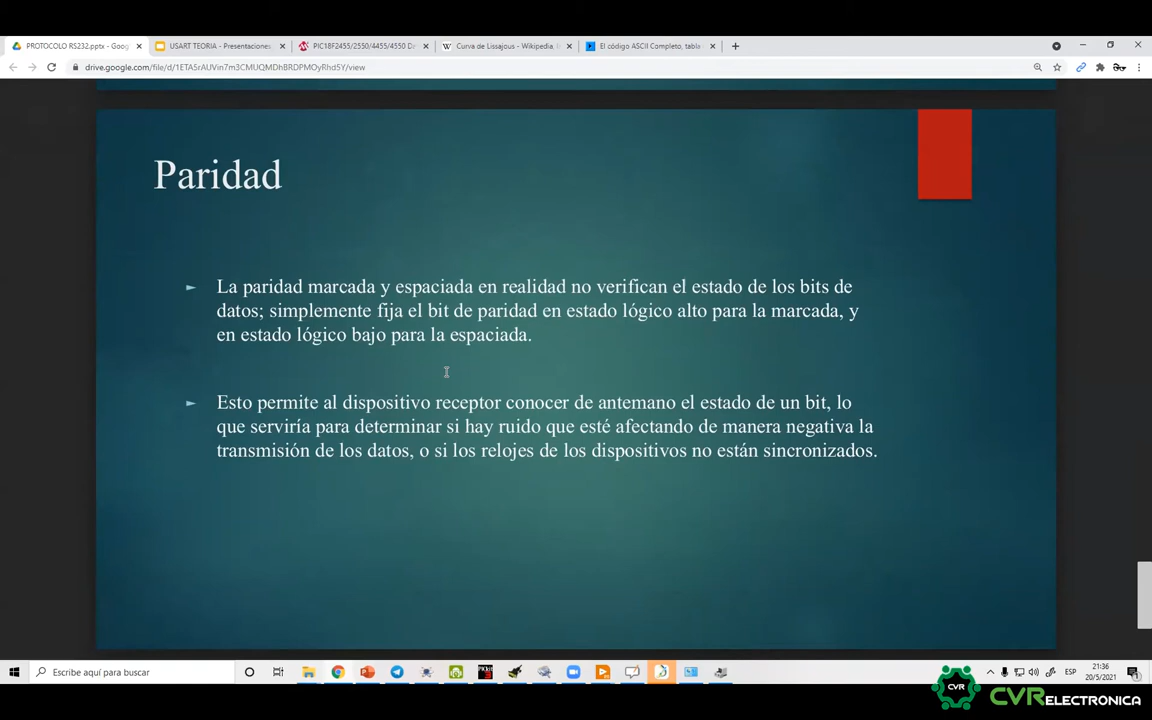 PROTOCOLO RS232.pptx - Goog
USART TEORIA - Presentaciones
PIC18F2455/2550/4455/4550 Da
Curva de Lissajous - Wikipedia, l
El código ASCII Completo, tabla
drive.google.com/file/d/1ETA5rAUVin7m3CMUQMDhBRDPMOyRhd5Y/view
Paridad
La paridad marcada y espaciada en realidad no verifican el estado de los bits de
datos; simplemente fija el bit de paridad en estado lógico alto para la marcada, y
en estado lógico bajo para la espaciada.
Esto permite al dispositivo receptor conocer de antemano el estado de un bit, lo
que serviría para determinar si hay ruido que esté afectando de manera negativa la
transmisión de los datos, o si los relojes de los dispositivos no están sincronizados.
Escribe aquí para buscar
ESP
21:36
20/5/2021
CVR
CVRELECTRONICA